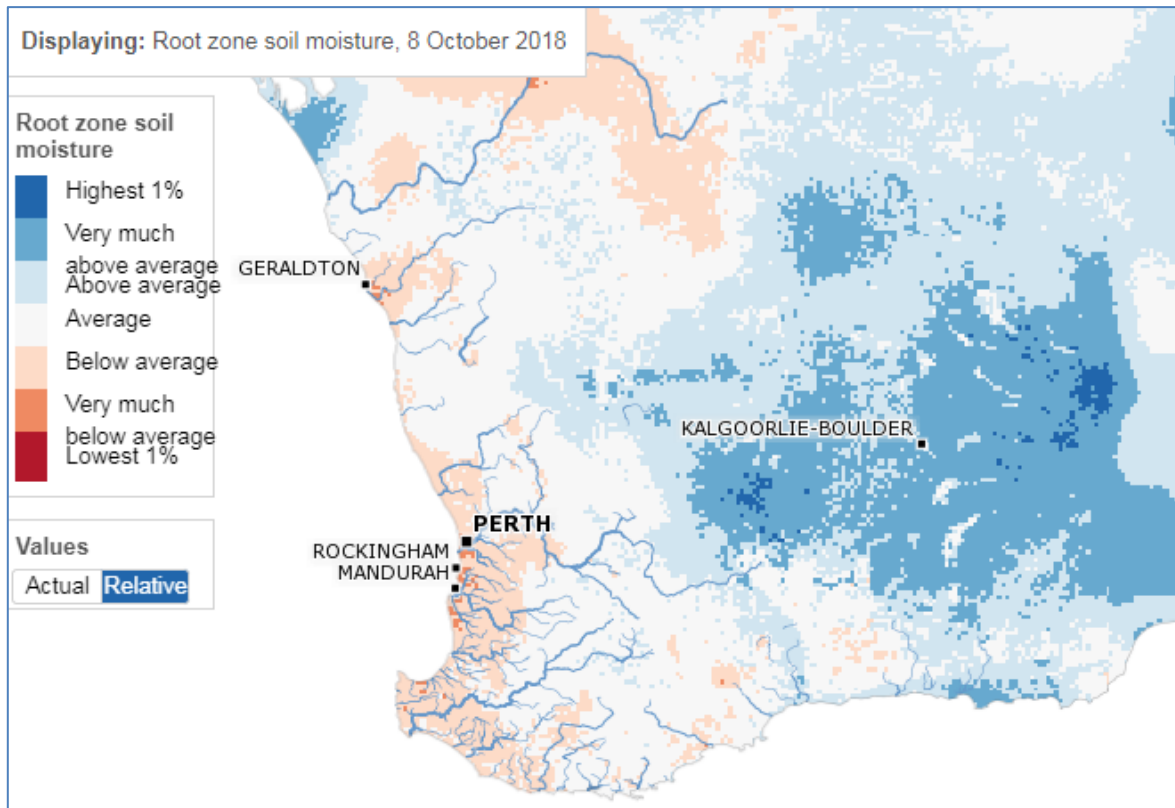 Displaying: Root zone soil moisture, 8 October 2018
Root zone soil
moisture
Highest 1%
Very much
above average
Above average
Average
Below average
Very much
below average
Lowest 1%
Values
Actual Relative
GERALDTON
KALGOORLIE-BOULDER
PERTH
ROCKINGHAM
MANDURAH